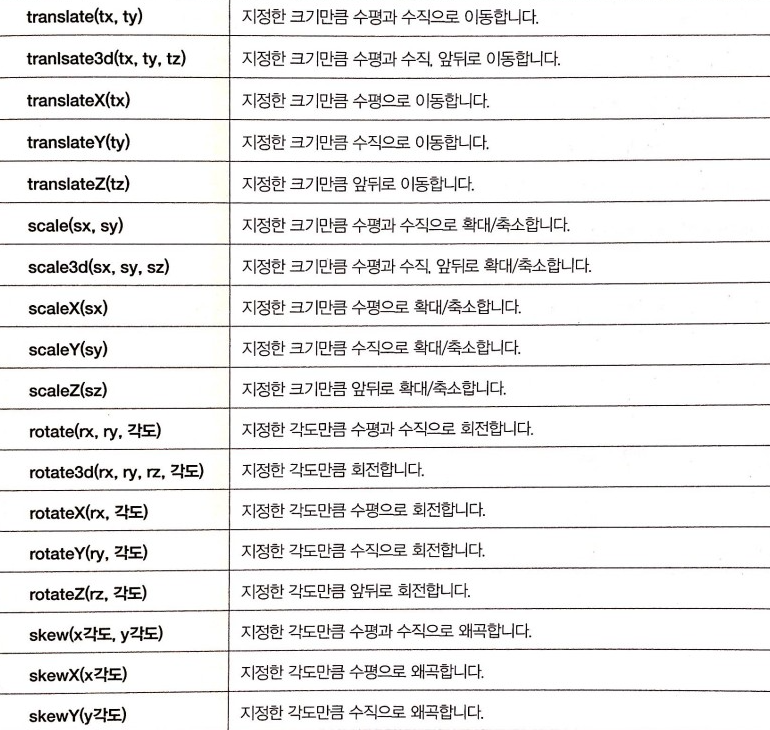 translate(tx, ty) 지정한 크기만큼 수평과 수직으로 이동합니다.
tranlsate3d(tx, ty, tz) 지정한 크기만큼 수평과 수직, 앞뒤로 이동합니다.
translateX(tx) 지정한 크기만큼 수평으로 이동합니다.
translateY(ty) 지정한 크기만큼 수직으로 이동합니다.
translateZ(tz) 지정한 크기만큼 앞뒤로 이동합니다.
scale(sx, sy) 지정한 크기만큼 수평과 수직으로 확대/축소합니다.
scale3d(sx, sy, sz) 지정한 크기만큼 수평과 수직, 앞뒤로 확대/축소합니다.
scaleX(sx) 지정한 크기만큼 수평으로 확대/축소합니다.
scaleY(sy) 지정한 크기만큼 수직으로 확대/축소합니다.
scaleZ(sz) 지정한 크기만큼 앞뒤로 확대/축소합니다.
rotate(rx, ry, 각도) 지정한 각도만큼 수평과 수직으로 회전합니다.
rotate3d(rx, ry, rz, 각도) 지정한 각도만큼 회전합니다.
rotateX(rx, 각도) 지정한 각도만큼 수평으로 회전합니다.
rotateY(ry, 각도) 지정한 각도만큼 수직으로 회전합니다.
rotateZ(rz, 각도) 지정한 각도만큼 앞뒤로 회전합니다.
skew(x각도, y각도) 지정한 각도만큼 수평과 수직으로 왜곡합니다.
skewX(x각도) 지정한 각도만큼 수평으로 왜곡합니다.
skewY(y각도) 지정한 각도만큼 수직으로 왜곡합니다.